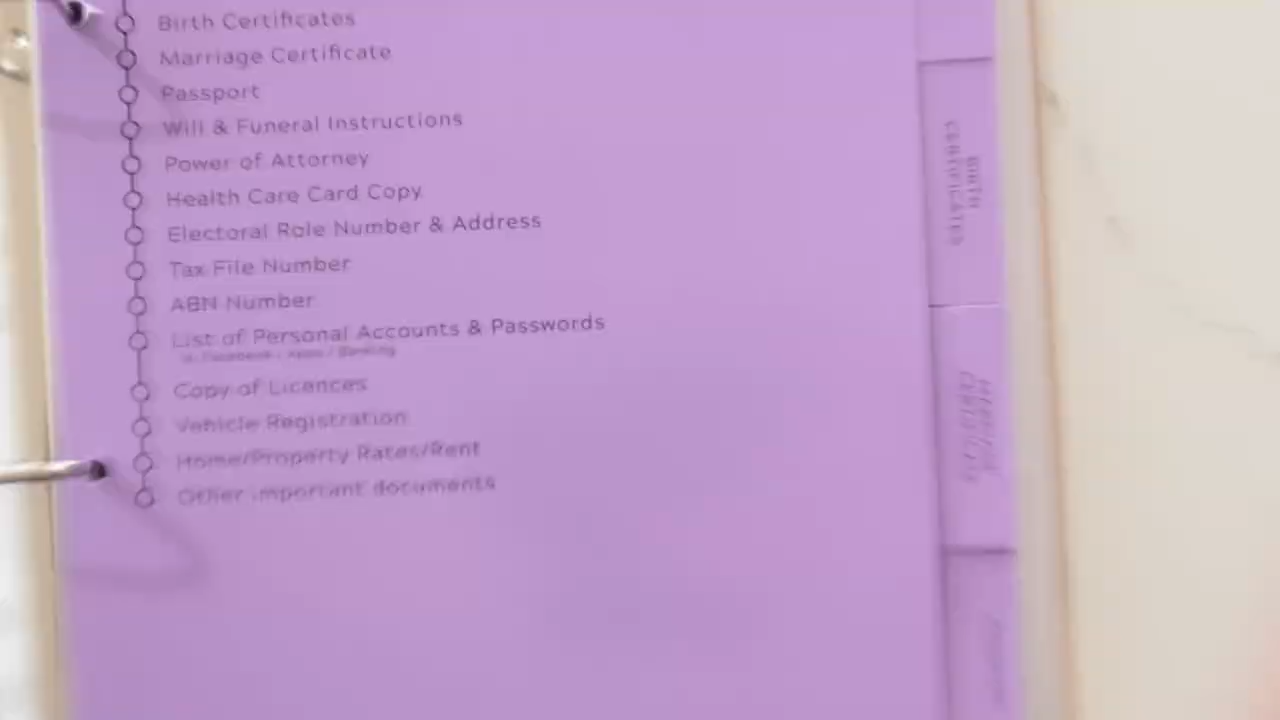 Birth Certificates
Marriage Certificate
Passport
Will & Funeral Instructions
Power of Attorney
Health Care Card Copy
Electoral Role Number & Address
Tax File Number
ABN Number
List of Personal Accounts & Passwords
Copy of Licences
Vehicle Registration
Home/Property Rates/Rent
Other important documents
BIRTH
CERTIFICATES